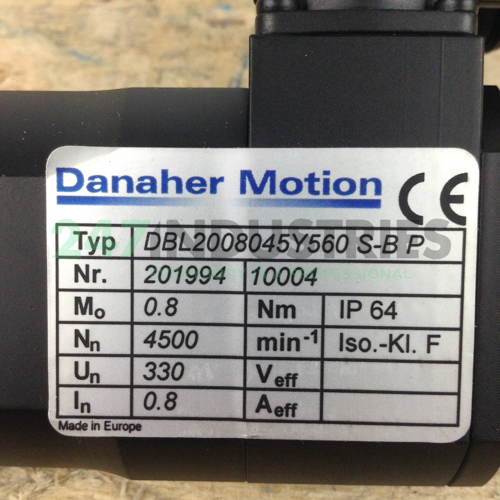 Danaher Motion CE
Typ DBL2008045Y560 S-B P
Nr. 201994 10004
Mo 0.8 Nm IP 64
Nn 4500 min-1 Iso.-Kl. F
Un 330 Veff
In 0.8 Aeff
Made in Europe
247INDUSTRIES